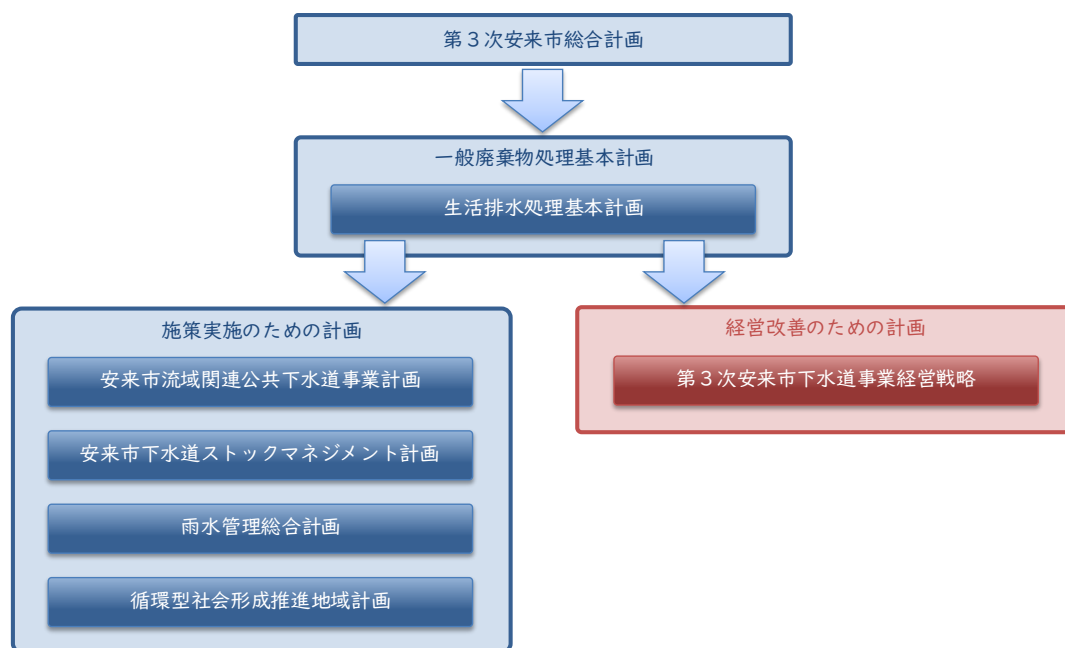 第３次安来市総合計画
一般廃棄物処理基本計画
生活排水処理基本計画
施策実施のための計画
安来市流域関連公共下水道事業計画
安来市下水道ストックマネジメント計画
雨水管理総合計画
循環型社会形成推進地域計画
経営改善のための計画
第３次安来市下水道事業経営戦略